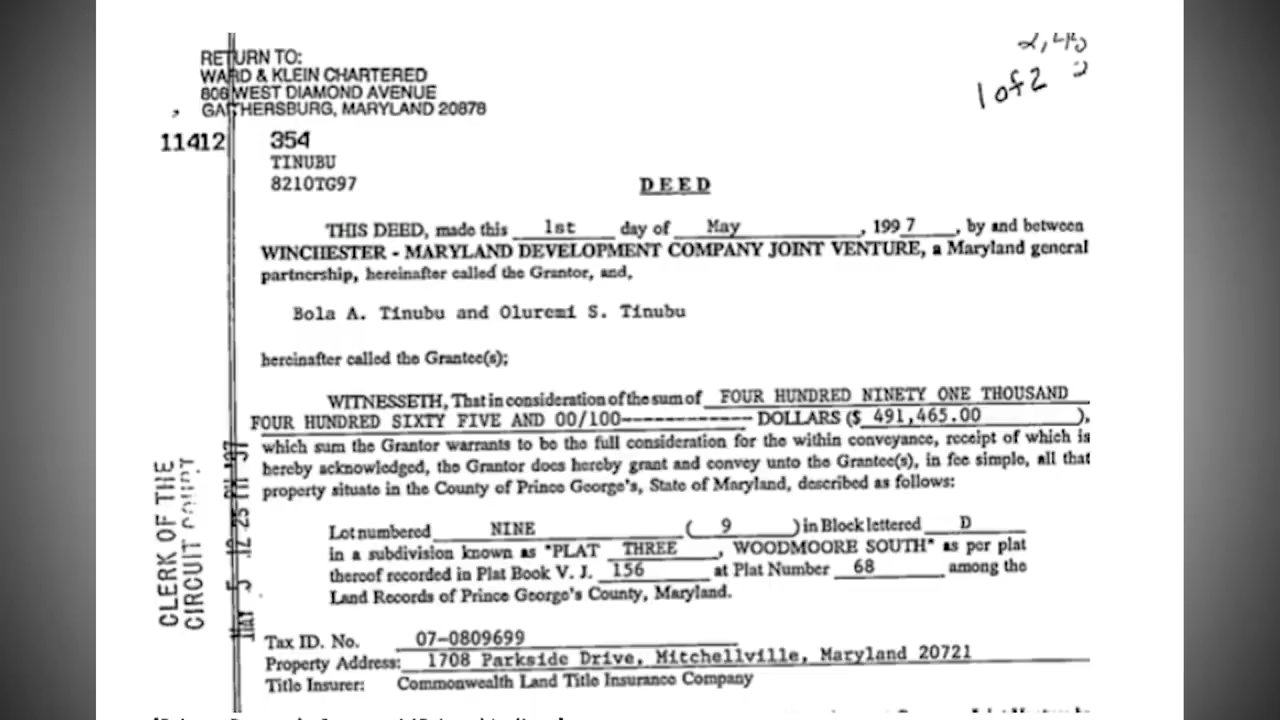 RETURN TO:
WARD & KLEIN CHARTERED
806 WEST DIAMOND AVENUE
GAITHERSBURG, MARYLAND 20878
1 of 2
11412 354
TINUBU
8210TG97
DEED
THIS DEED, made this 1st day of May, 1997, by and between
WINCHESTER - MARYLAND DEVELOPMENT COMPANY JOINT VENTURE, a Maryland general
partnership, hereinafter called the Grantor, and,
Bola A. Tinubu and Oluremi S. Tinubu
hereinafter called the Grantee(s);
WITNESSETH, That in consideration of the sum of FOUR HUNDRED NINETY ONE THOUSAND
FOUR HUNDRED SIXTY FIVE AND 00/100------------- DOLLARS ($ 491,465.00 ),
which sum the Grantor warrants to be the full consideration for the within conveyance, receipt of which is
hereby acknowledged, the Grantor does hereby grant and convey unto the Grantee(s), in fee simple, all that
property situate in the County of Prince George's, State of Maryland, described as follows:
Lot numbered NINE ( 9 ) in Block lettered D
in a subdivision known as "PLAT THREE, WOODMOORE SOUTH" as per plat
thereof recorded in Plat Book V. J. 156 at Plat Number 68 among the
Land Records of Prince George's County, Maryland.
Tax ID. No. 07-0809699
Property Address: 1708 Parkside Drive, Mitchellville, Maryland 20721
Title Insurer: Commonwealth Land Title Insurance Company
CLERK OF THE
CIRCUIT COURT
MAY 5 12 25 PM '97